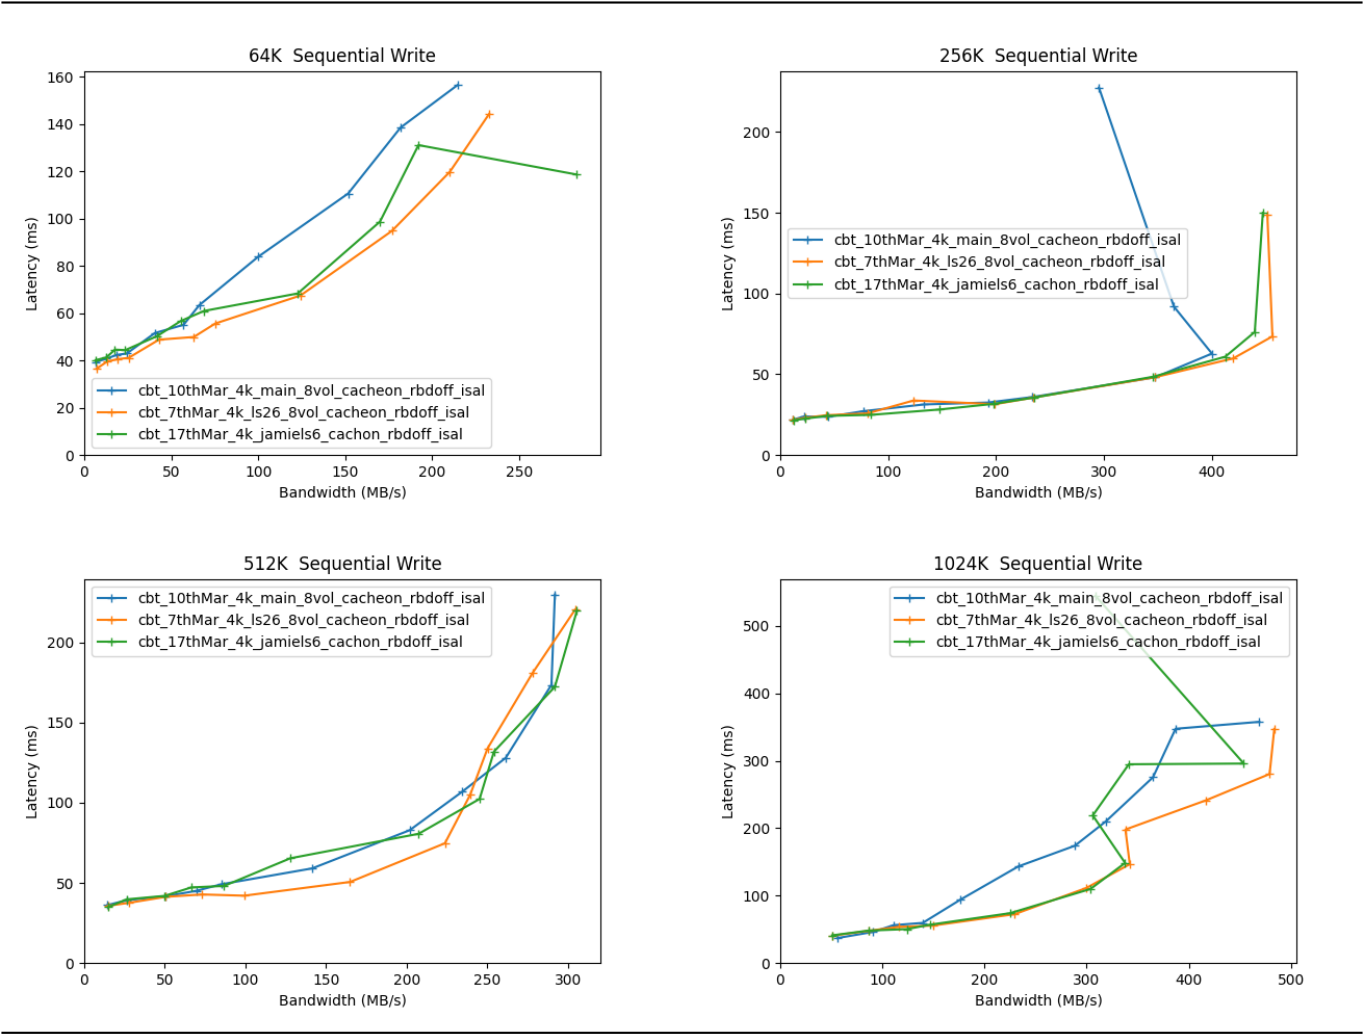 64K  Sequential Write
160
140
120
100
80
60
40
20
0
Latency (ms)
cbt_10thMar_4k_main_8vol_cacheon_rbdoff_isal
cbt_7thMar_4k_ls26_8vol_cacheon_rbdoff_isal
cbt_17thMar_4k_jamiels6_cachon_rbdoff_isal
0 50 100 150 200 250
Bandwidth (MB/s)
256K  Sequential Write
200
150
100
50
0
Latency (ms)
cbt_10thMar_4k_main_8vol_cacheon_rbdoff_isal
cbt_7thMar_4k_ls26_8vol_cacheon_rbdoff_isal
cbt_17thMar_4k_jamiels6_cachon_rbdoff_isal
0 100 200 300 400
Bandwidth (MB/s)
512K  Sequential Write
200
150
100
50
0
Latency (ms)
cbt_10thMar_4k_main_8vol_cacheon_rbdoff_isal
cbt_7thMar_4k_ls26_8vol_cacheon_rbdoff_isal
cbt_17thMar_4k_jamiels6_cachon_rbdoff_isal
0 50 100 150 200 250 300
Bandwidth (MB/s)
1024K  Sequential Write
500
400
300
200
100
0
Latency (ms)
cbt_10thMar_4k_main_8vol_cacheon_rbdoff_isal
cbt_7thMar_4k_ls26_8vol_cacheon_rbdoff_isal
cbt_17thMar_4k_jamiels6_cachon_rbdoff_isal
0 100 200 300 400 500
Bandwidth (MB/s)